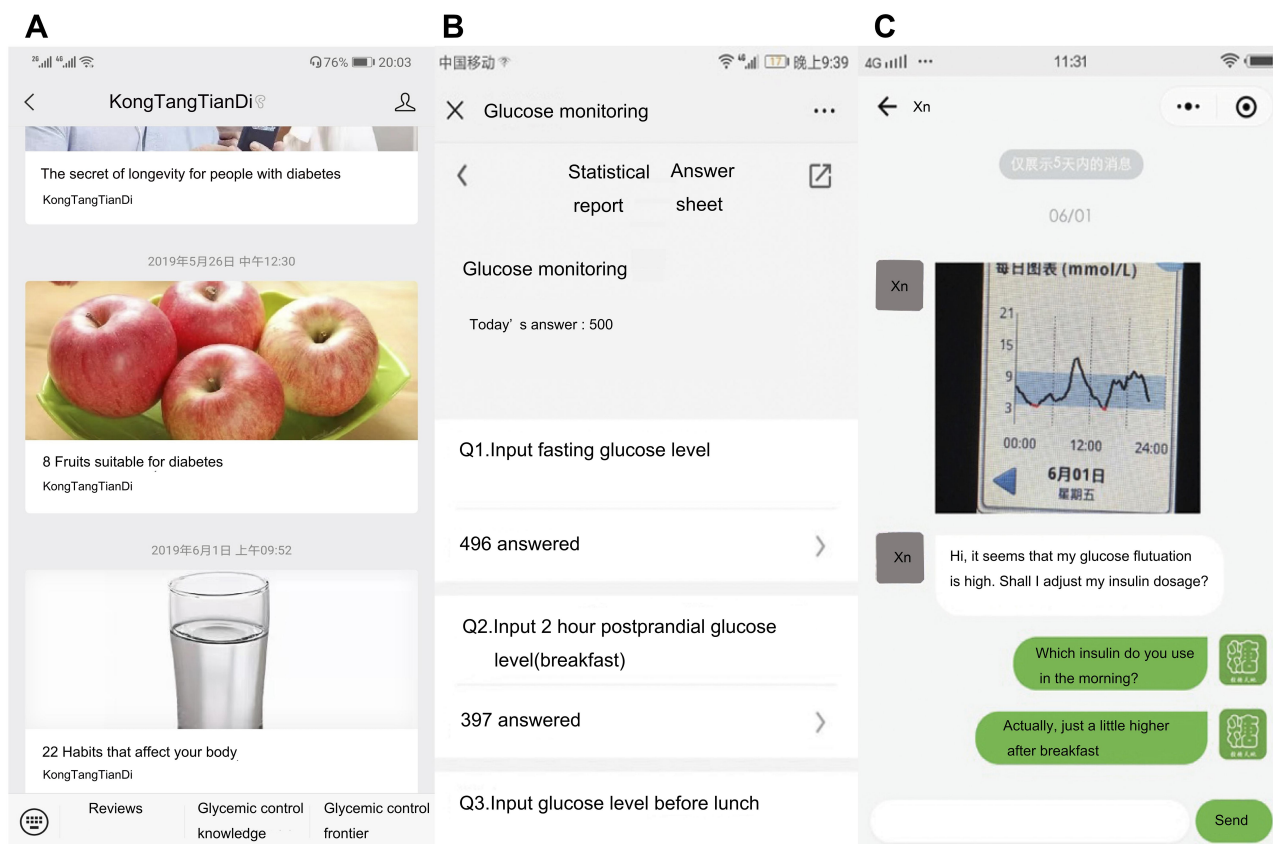 A
2G 4G 76% 20:03
KongTangTianDi
The secret of longevity for people with diabetes
KongTangTianDi
2019年5月26日 中午12:30
8 Fruits suitable for diabetes
KongTangTianDi
2019年6月1日 上午09:52
22 Habits that affect your body
KongTangTianDi
Reviews
Glycemic control
knowledge
Glycemic control
frontier
B
中国移动 4G 17 晚上9:39
Glucose monitoring
Statistical
report
Answer
sheet
Glucose monitoring
Today’ s answer : 500
Q1.Input fasting glucose level
496 answered
Q2.Input 2 hour postprandial glucose
level(breakfast)
397 answered
Q3.Input glucose level before lunch
C
4G 11:31
Xn
仅展示5天内的消息
06/01
Xn
每日图表 (mmol/L)
21
15
9
3
00:00 12:00 24:00
6月01日
星期五
Xn
Hi, it seems that my glucose flutuation
is high. Shall I adjust my insulin dosage?
Which insulin do you use
in the morning?
Actually, just a little higher
after breakfast
Send